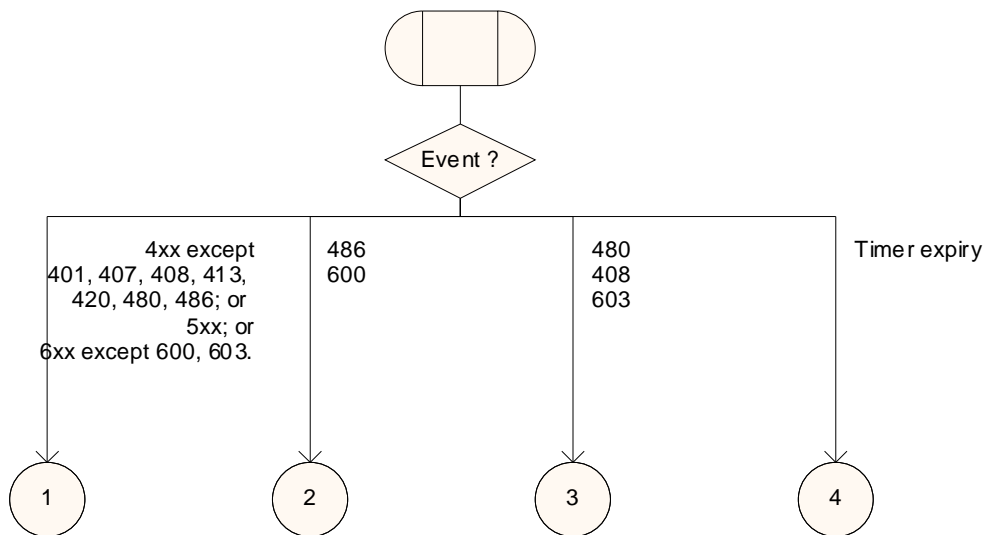 Event ?
4xx except
401, 407, 408, 413,
420, 480, 486; or
5xx; or
6xx except 600, 603.
486
600
480
408
603
Timer expiry
1
2
3
4